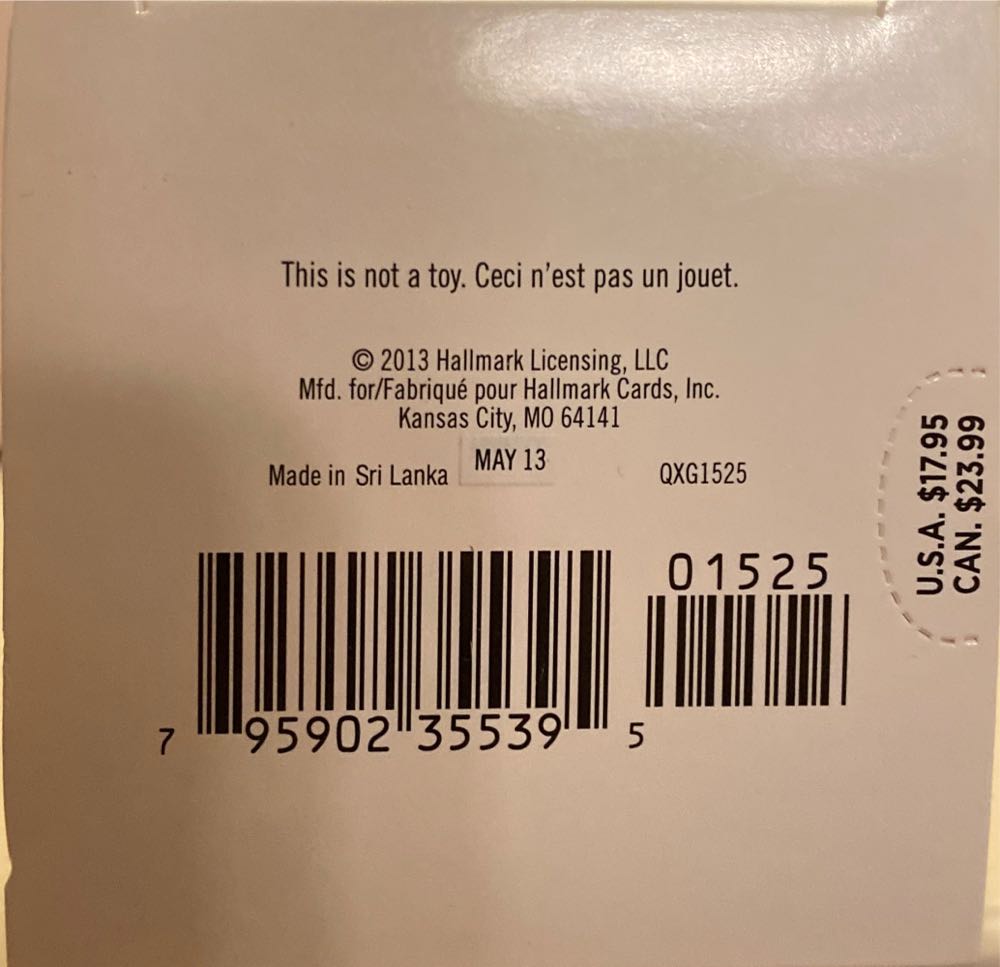 This is not a toy. Ceci n'est pas un jouet.
© 2013 Hallmark Licensing, LLC
Mfd. for/Fabriqué pour Hallmark Cards, Inc.
Kansas City, MO 64141
Made in Sri Lanka MAY 13 QXG1525
01525
7 95902 35539 5
U.S.A. $17.95
CAN. $23.99